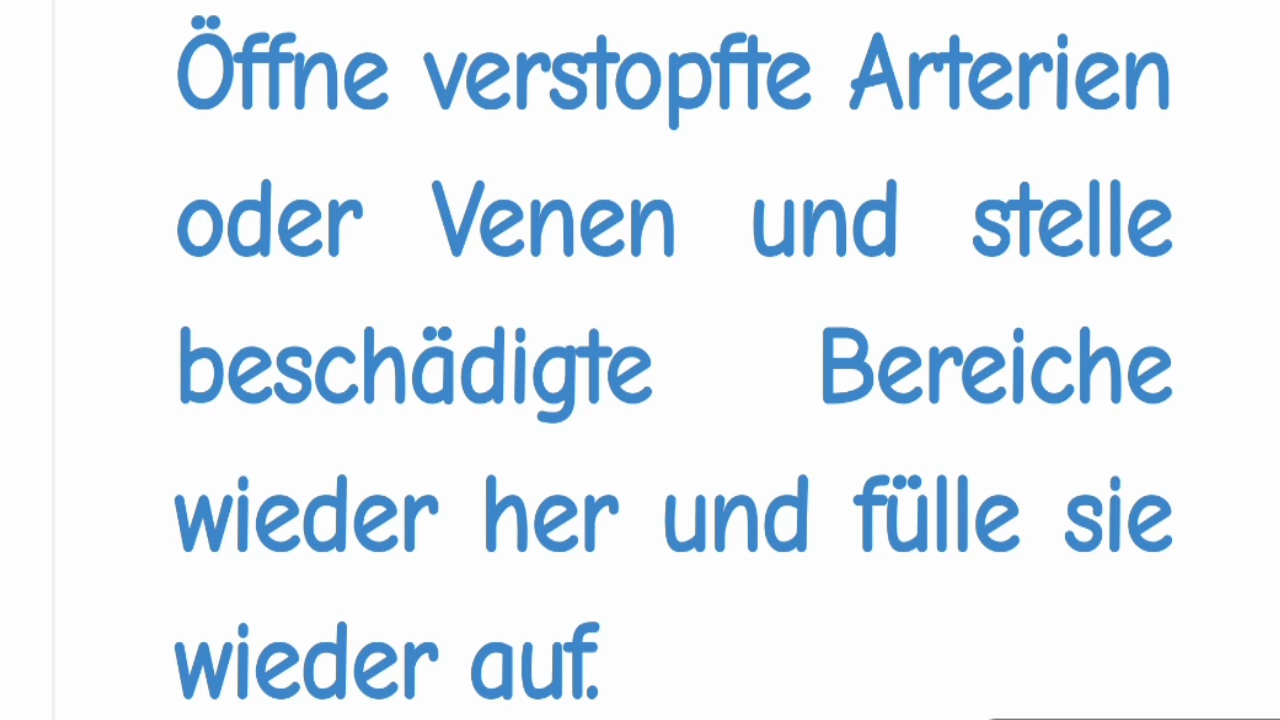 Öffne verstopfte Arterien
oder Venen und stelle
beschädigte Bereiche
wieder her und fülle sie
wieder auf.